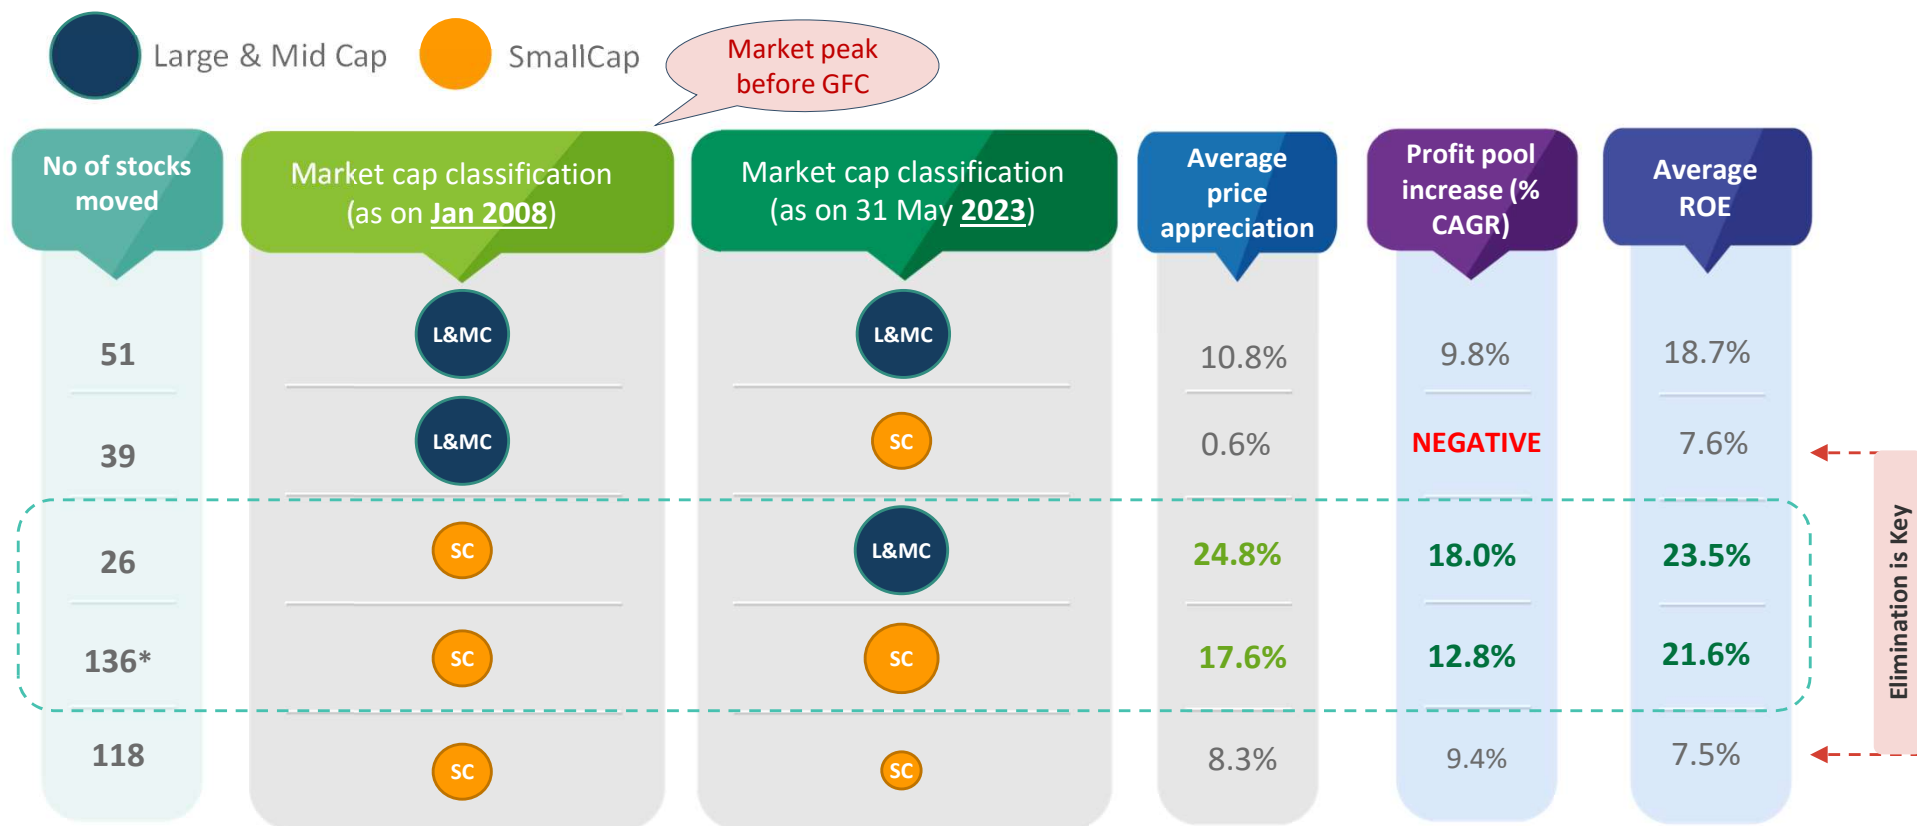 Large & Mid Cap
SmallCap
Market peak
before GFC
No of stocks
moved
Market cap classification
(as on Jan 2008)
Market cap classification
(as on 31 May 2023)
Average
price
appreciation
Profit pool
increase (%
CAGR)
Average
ROE
51
L&MC
L&MC
10.8%
9.8%
18.7%
39
L&MC
SC
0.6%
NEGATIVE
7.6%
26
SC
L&MC
24.8%
18.0%
23.5%
136*
SC
SC
17.6%
12.8%
21.6%
118
SC
SC
8.3%
9.4%
7.5%
Elimination is Key